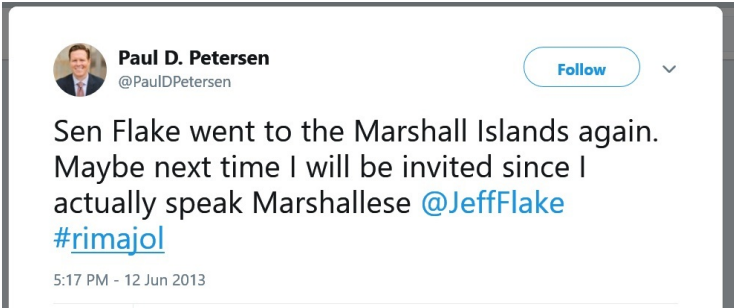 Paul D. Petersen
@PaulDPetersen
Follow
Sen Flake went to the Marshall Islands again.
Maybe next time I will be invited since I
actually speak Marshallese @JeffFlake
#rimajol
5:17 PM - 12 Jun 2013